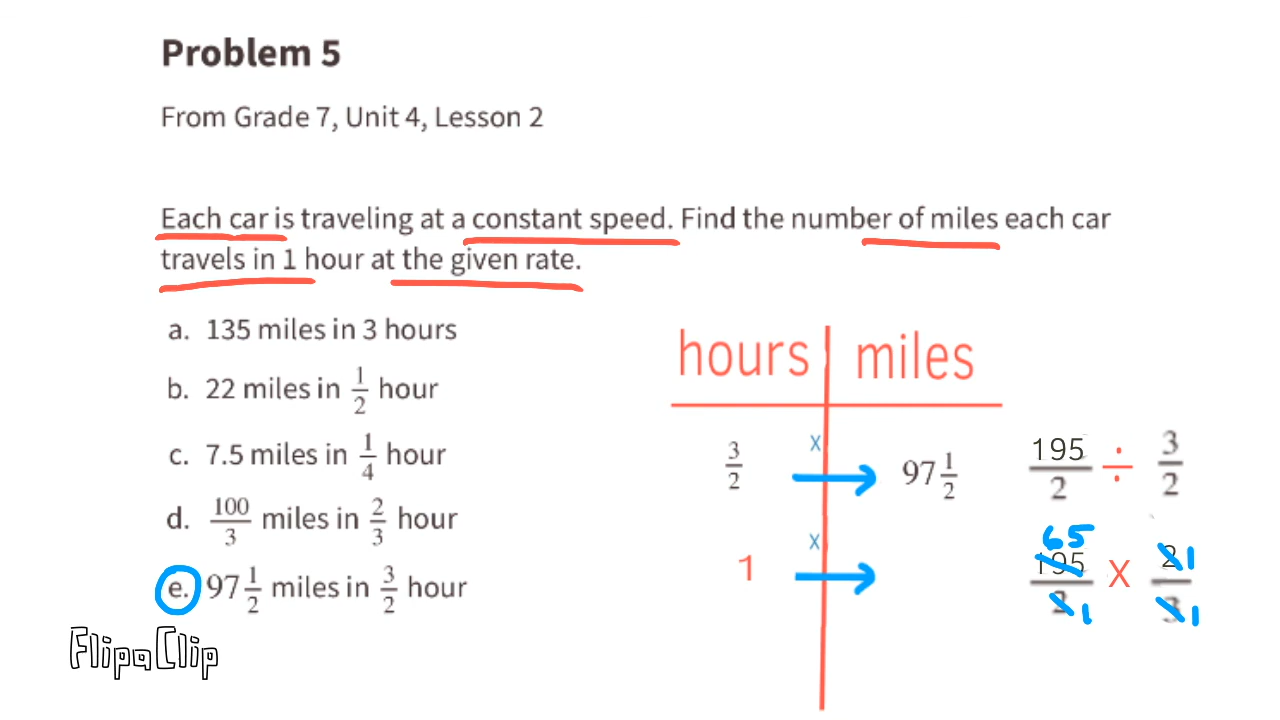 Problem 5
From Grade 7, Unit 4, Lesson 2
Each car is traveling at a constant speed. Find the number of miles each car
travels in 1 hour at the given rate.
a. 135 miles in 3 hours
b. 22 miles in 1/2 hour
c. 7.5 miles in 1/4 hour
d. 100/3 miles in 2/3 hour
e. 97 1/2 miles in 3/2 hour
FlipaClip
hours miles
3/2 x 97 1/2
1 x
195/2 ÷ 3/2
65 1
195/2 X 2/3
1 1